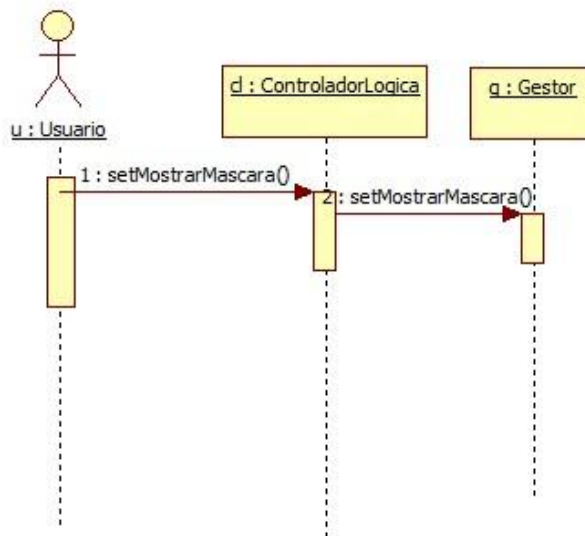 cl : ControladorLogica
g : Gestor
u : Usuario
1 : setMostrarMascara()
2 : setMostrarMascara()